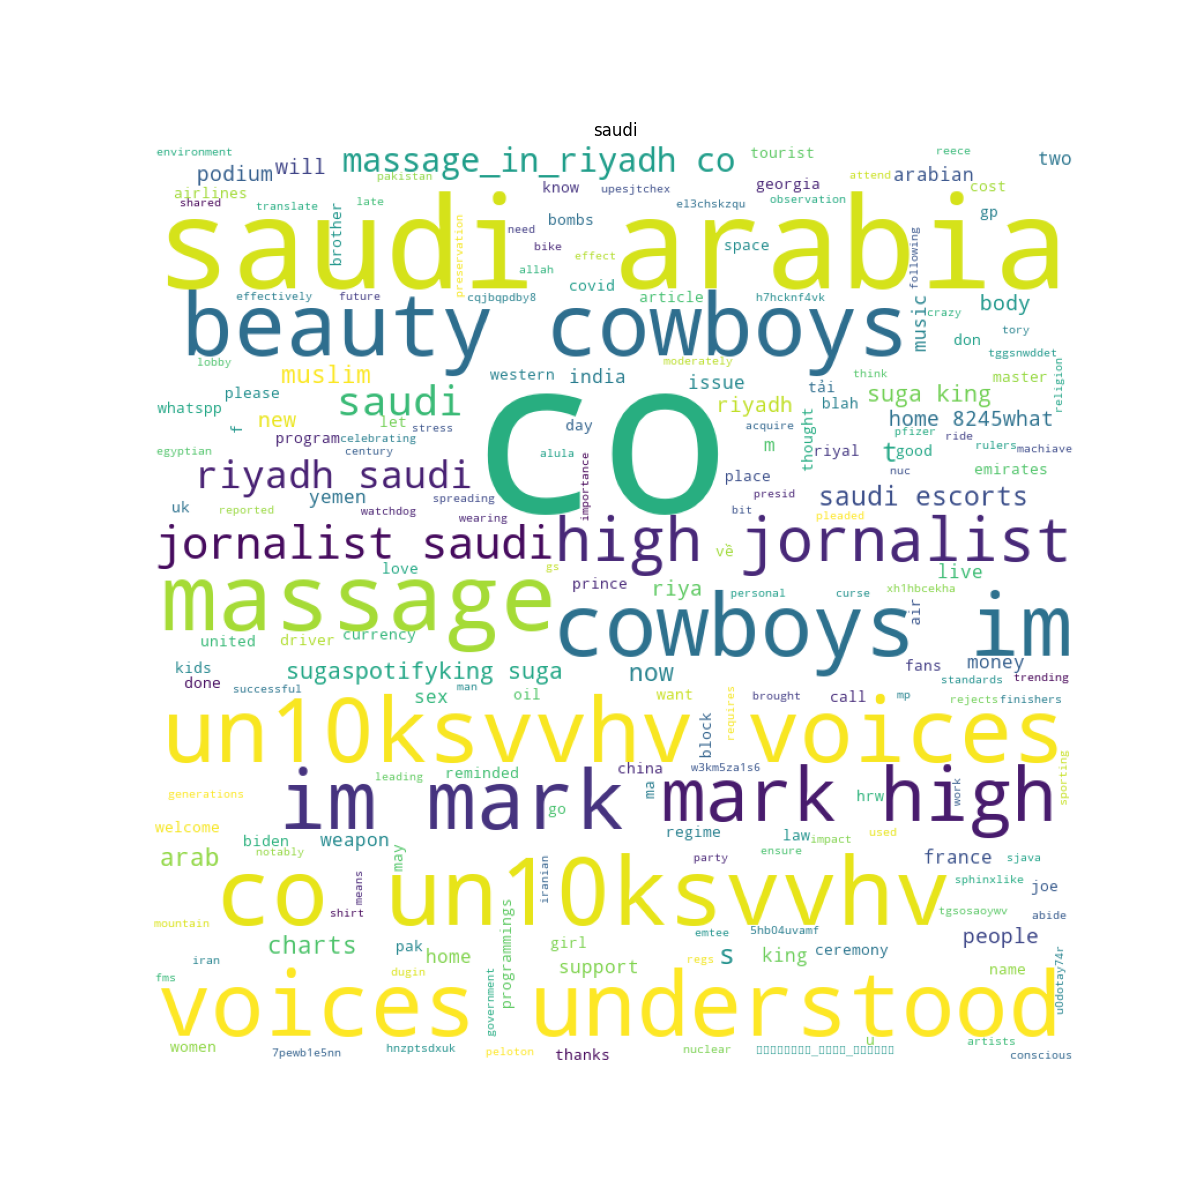 saudi
environment
massage_in_riyadh co
tourist
reece
two
podium
will
pakistan
know
upesjtchex
georgia
attend
arabian
cost
airlines
shared
translate
late
brother
preservation
need
bombs
el3chskzqu
observation
gp
saudi arabia
bike
effect
space
following
allah
covid
effectively
future
cqjbqpdby8
article
h7hcknf4vk
music
body
crazy
beauty cowboys
don
tory
tggsnwddet
lobby
moderately
religion
muslim
western
india
issue
tải
think
master
please
saudi
riyadh
blah
suga king
whatspp
new
let
stress
co
day
acquire
thought
home 8245what
f
program
celebrating
pfizer
ride
rulers
machiave
egyptian
century
alula
importance
m
riyal
t
good
nuc
emirates
riyadh saudi
yemen
spreading
place
presid
saudi escorts
uk
reported
watchdog
wearing
bit
pleaded
jornalist saudi
high jornalist
love
gs
về
live
massage
prince
riya
personal
curse
xh1hbcekha
air
cowboys im
united
driver
currency
kids
sugaspotifyking suga
now
fans
money
done
successful
man
sex
oil
want
requires
brought
call
mp
standards
trending
rejects
finishers
un10ksvvhv voices
block
leading
reminded
china
w3km5za1s6
sporting
generations
im mark
go
ma
mark high
hrw
work
welcome
biden
notably
weapon
regime
law
impact
used
arab
may
iranian
party
ensure
france
sjava
co un10ksvvhv
means
shirt
sphinxlike
joe
mountain
tgsosaoywv
abide
charts
pak
home
programmings
girl
emtee
5hb04uvamf
s
king
ceremony
people
iran
fms
dugin
government
support
regs
name
u0dotay74r
voices understood
women
7pewb1e5nn
hnzptsdxuk
peloton
thanks
nuclear
u
artists
conscious